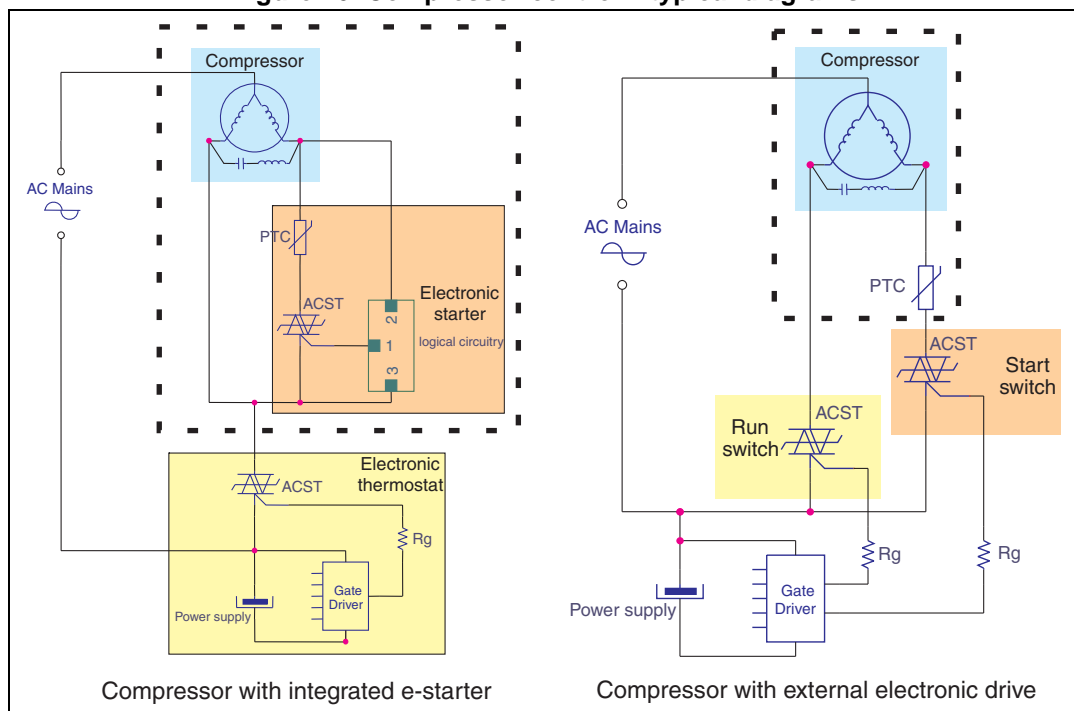 Compressor
AC Mains
PTC
ACST
Electronic
starter
logical circuitry
2
1
3
Electronic
thermostat
ACST
Rg
Gate
Driver
Power supply
Compressor with integrated e-starter
Compressor
AC Mains
PTC
ACST
Start
switch
ACST
Run
switch
Rg
Rg
Gate
Driver
Power supply
Compressor with external electronic drive